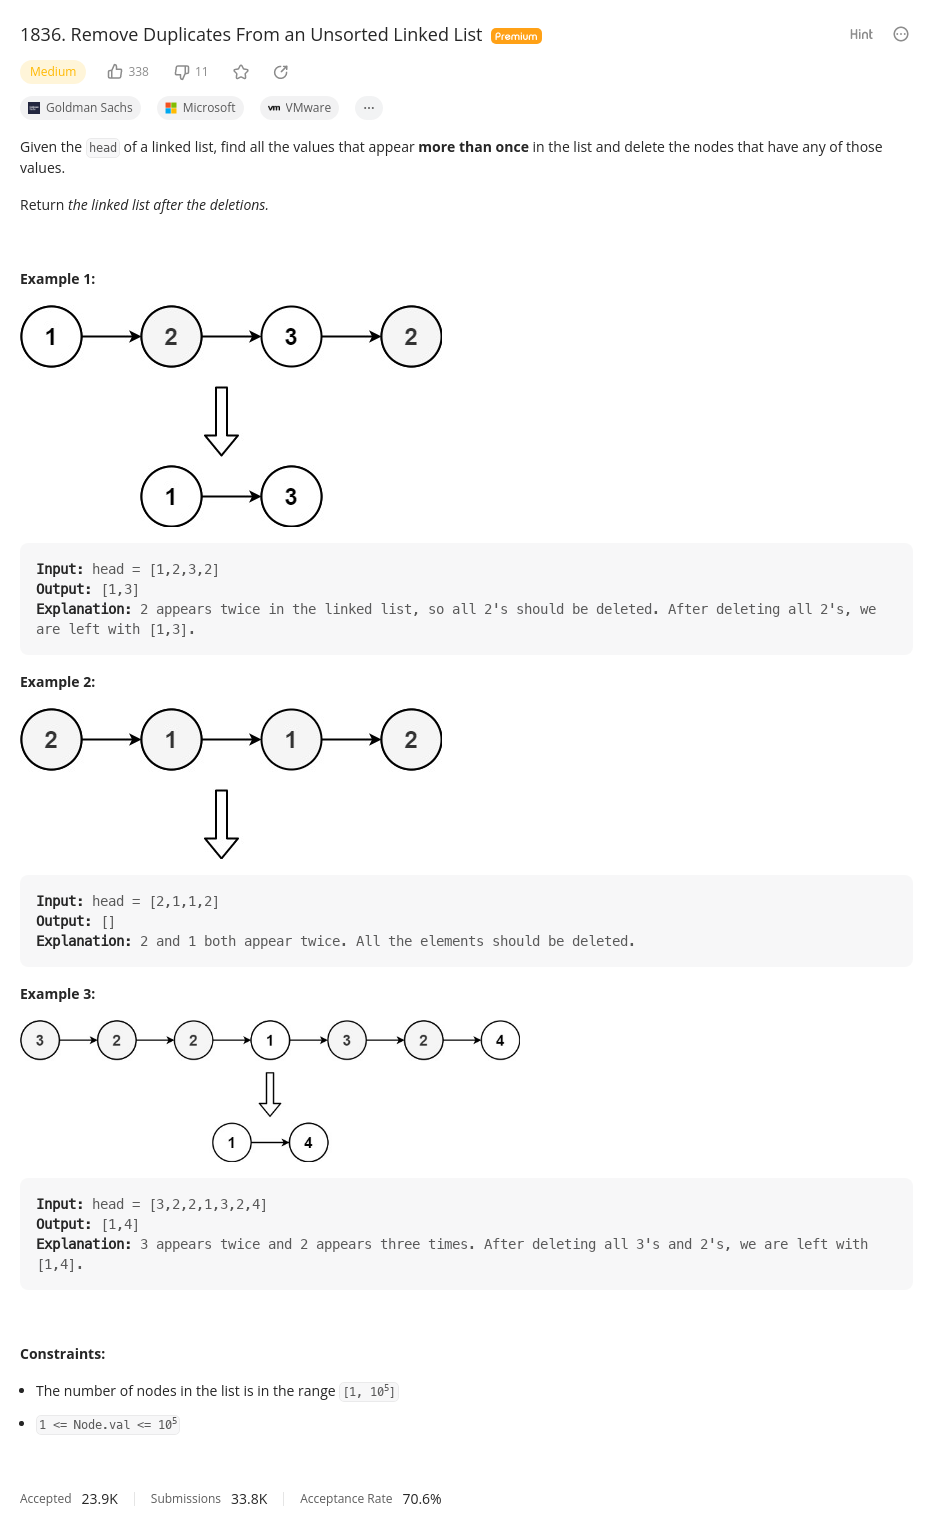 1836. Remove Duplicates From an Unsorted Linked List Premium Hint
Medium 338 11
Goldman Sachs Microsoft vm VMware ...
Given the head of a linked list, find all the values that appear more than once in the list and delete the nodes that have any of those
values.
Return the linked list after the deletions.
Example 1:
1 2 3 2
1 3
Input: head = [1,2,3,2]
Output: [1,3]
Explanation: 2 appears twice in the linked list, so all 2's should be deleted. After deleting all 2's, we
are left with [1,3].
Example 2:
2 1 1 2
Input: head = [2,1,1,2]
Output: []
Explanation: 2 and 1 both appear twice. All the elements should be deleted.
Example 3:
3 2 2 1 3 2 4
1 4
Input: head = [3,2,2,1,3,2,4]
Output: [1,4]
Explanation: 3 appears twice and 2 appears three times. After deleting all 3's and 2's, we are left with
[1,4].
Constraints:
• The number of nodes in the list is in the range [1, 10⁵]
• 1 <= Node.val <= 10⁵
Accepted 23.9K Submissions 33.8K Acceptance Rate 70.6%